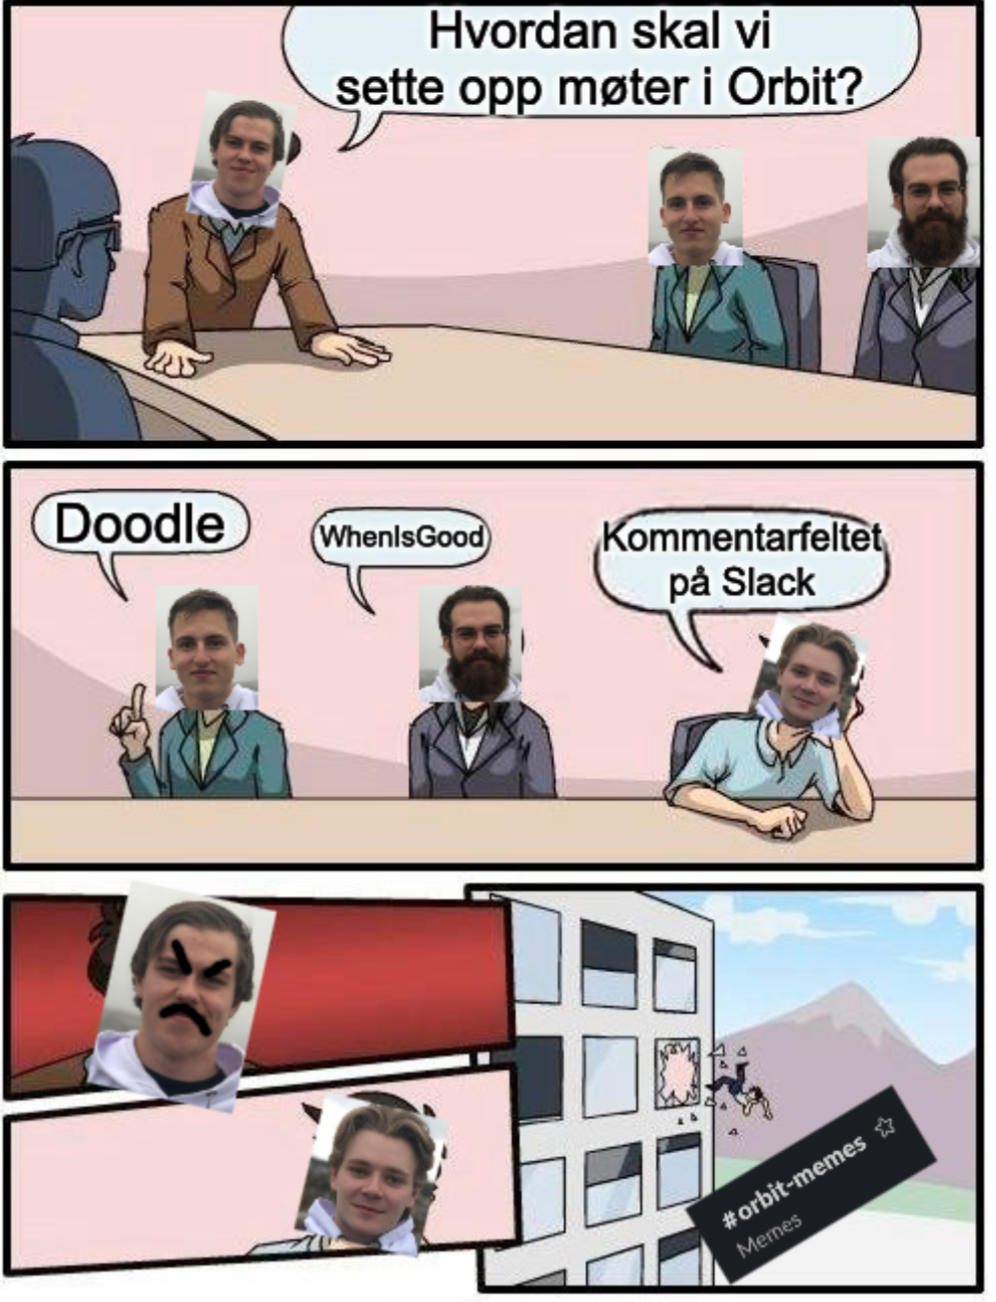 Hvordan skal vi
sette opp møter i Orbit?
Doodle
WhenIsGood
Kommentarfeltet
på Slack
#orbit-memes
Memes